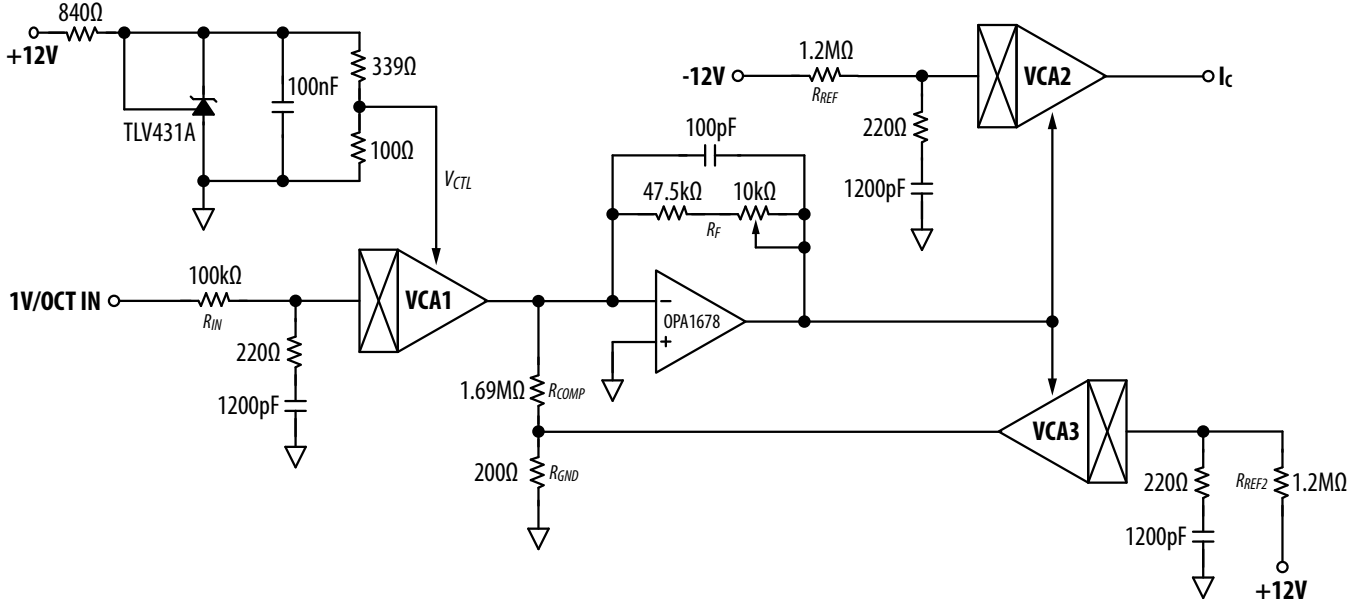 840Ω
+12V
339Ω
100nF
TLV431A
100Ω
VCTL
1V/OCT IN
100kΩ
RIN
220Ω
1200pF
VCA1
100pF
47.5kΩ
10kΩ
RF
OPA1678
−
+
1.69MΩ
RCOMP
200Ω
RGND
-12V
1.2MΩ
RREF
220Ω
1200pF
VCA2
IC
VCA3
220Ω
1200pF
RREF2
1.2MΩ
+12V